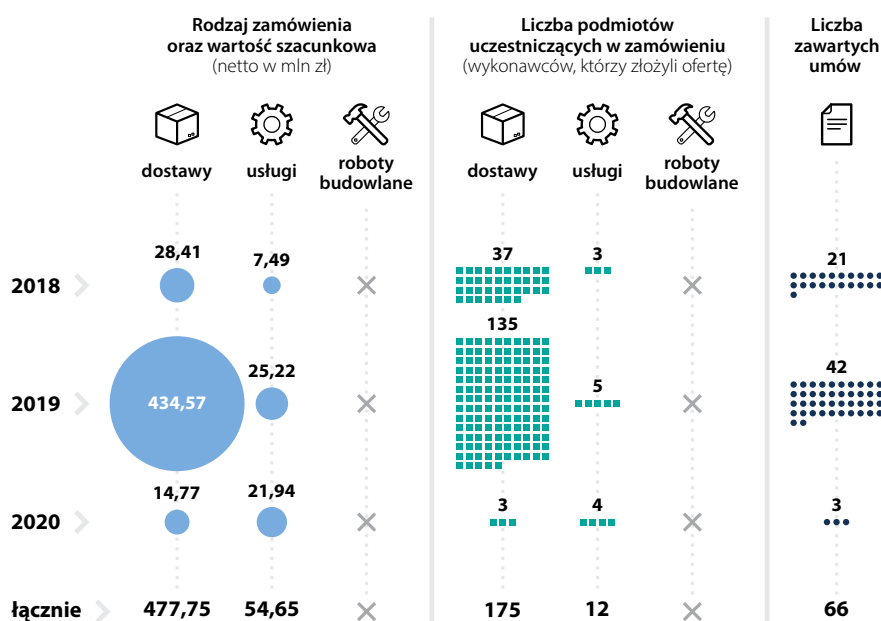 Rodzaj zamówienia
oraz wartość szacunkowa
(netto w mln zł)
Liczba podmiotów
uczestniczących w zamówieniu
(wykonawców, którzy złożyli ofertę)
Liczba
zawartych
umów
dostawy
usługi
roboty
budowlane
dostawy
usługi
roboty
budowlane
2018
28,41
7,49
37
3
21
2019
434,57
25,22
135
5
42
2020
14,77
21,94
3
4
3
łącznie
477,75
54,65
175
12
66